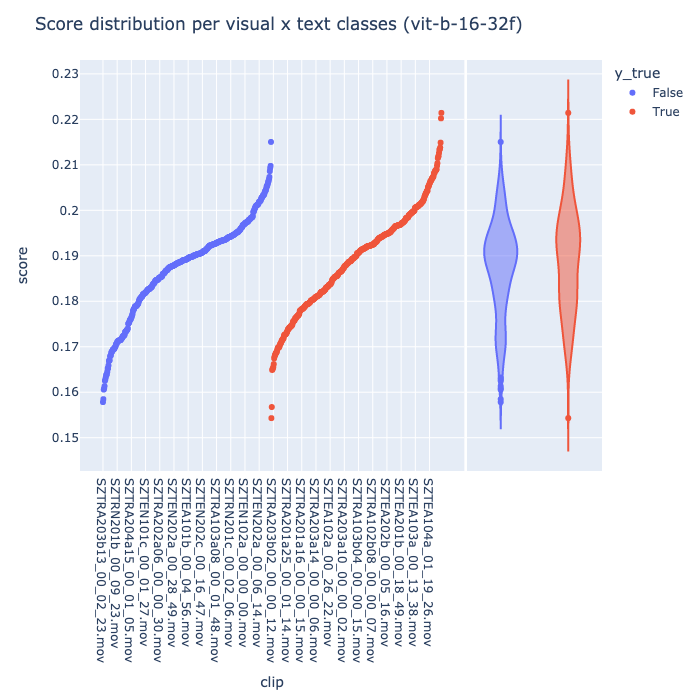 Score distribution per visual x text classes (vit-b-16-32f)
y_true
False
True
score
0.23
0.22
0.21
0.2
0.19
0.18
0.17
0.16
0.15
SZTRA203b13_00_02_23.mov
SZTRN201b_00_09_23.mov
SZTRA204a15_00_01_05.mov
SZTEN101c_00_01_27.mov
SZTRA202a06_00_00_30.mov
SZTEN202a_00_28_49.mov
SZTEA101b_00_04_56.mov
SZTEN202c_00_16_47.mov
SZTRA103a08_00_01_48.mov
SZTRN201c_00_02_06.mov
SZTEN102a_00_00_00.mov
SZTEN202a_00_06_14.mov
SZTRA203b02_00_00_12.mov
SZTRA201a25_00_01_14.mov
SZTRA201a16_00_00_15.mov
SZTRA203a14_00_00_06.mov
SZTEA102a_00_26_22.mov
SZTRA203a10_00_00_02.mov
SZTRA103b04_00_00_15.mov
SZTRA102b08_00_00_07.mov
SZTEA202b_00_05_16.mov
SZTEA201b_00_18_49.mov
SZTEA103a_00_13_38.mov
SZTEA104a_01_19_26.mov
clip